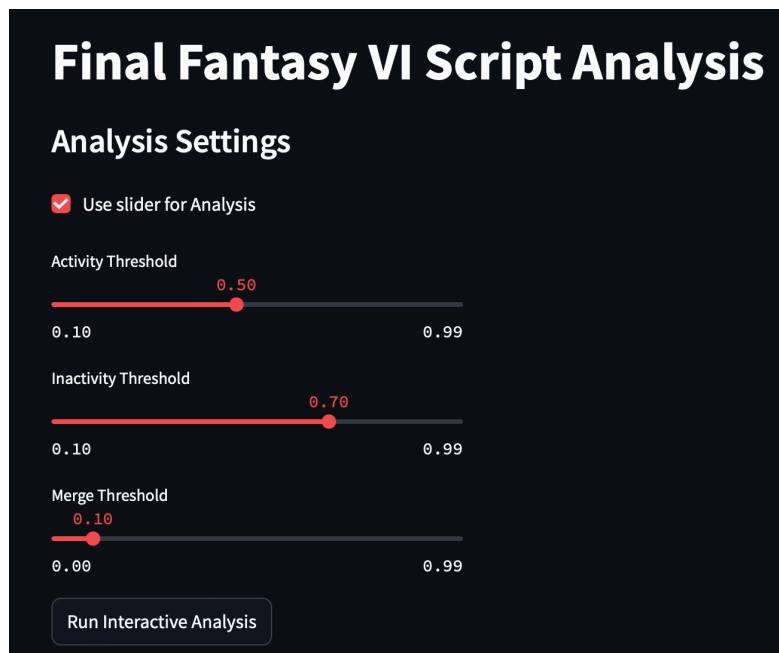 Final Fantasy VI Script Analysis
Analysis Settings
Use slider for Analysis
Activity Threshold
0.50
0.10 0.99
Inactivity Threshold
0.70
0.10 0.99
Merge Threshold
0.10
0.00 0.99
Run Interactive Analysis